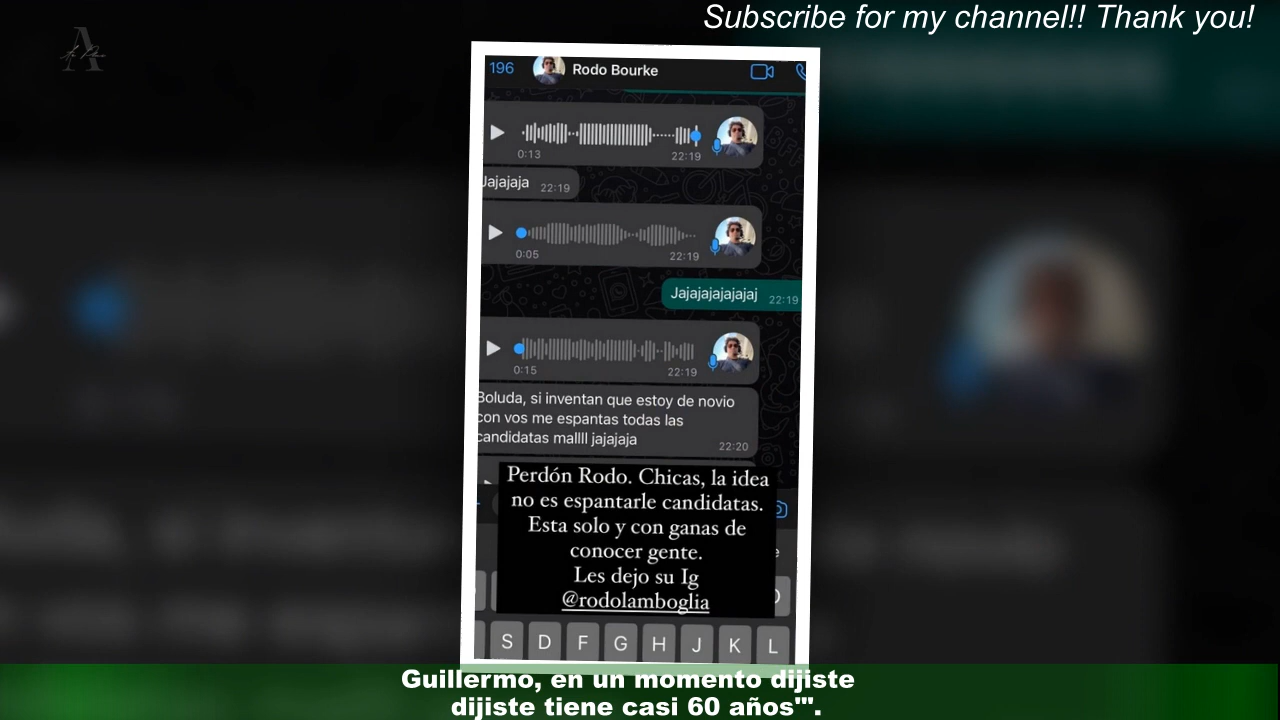 Subscribe for my channel!! Thank you!
196
Rodo Bourke
0:13 22:19
Jajajaja 22:19
0:05 22:19
Jajajajajajaj 22:19
0:15 22:19
Boluda, si inventan que estoy de novio
con vos me espantas todas las
candidatas mallll jajajaja
22:20
Perdón Rodo. Chicas, la idea
no es espantarle candidatas.
Esta solo y con ganas de
conocer gente.
Les dejo su Ig
@rodolamboglia
S D F G H J K L
Guillermo, en un momento dijiste
dijiste tiene casi 60 años'".